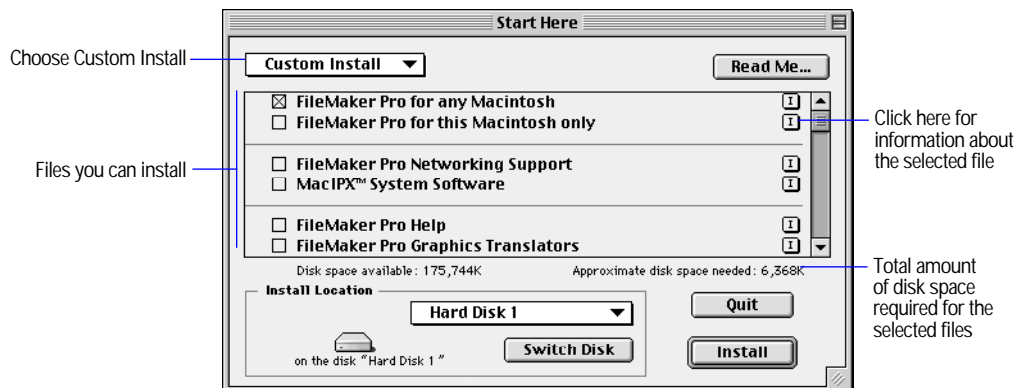 Start Here
Choose Custom Install
Custom Install
Read Me...
FileMaker Pro for any Macintosh
FileMaker Pro for this Macintosh only
Click here for
information about
the selected file
Files you can install
FileMaker Pro Networking Support
MacIPX™ System Software
FileMaker Pro Help
FileMaker Pro Graphics Translators
Disk space available: 175,744K
Approximate disk space needed: 6,368K
Total amount
of disk space
required for the
selected files
Install Location
Hard Disk 1
on the disk "Hard Disk 1"
Switch Disk
Quit
Install